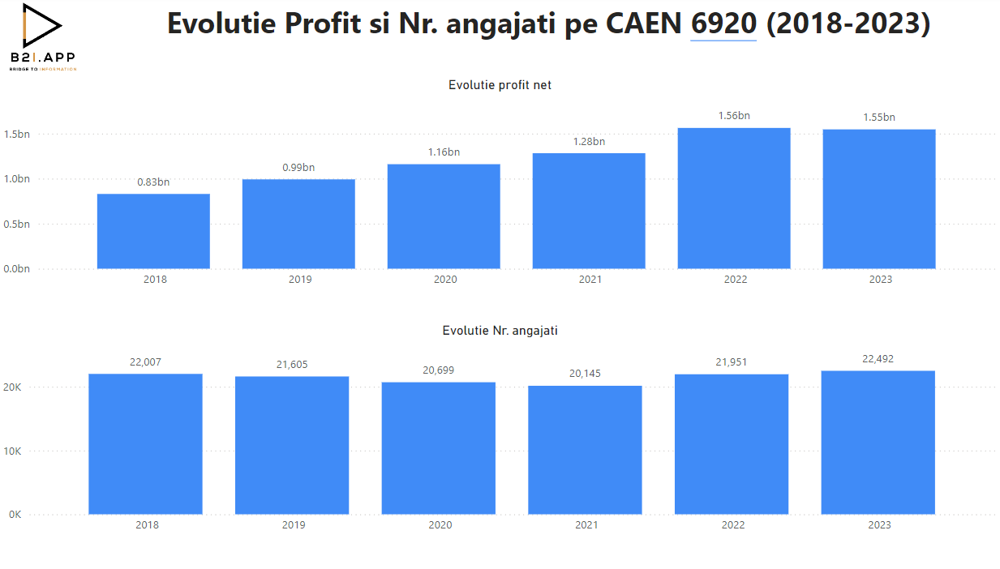 Evolutie Profit si Nr. angajati pe CAEN 6920 (2018-2023)
B2I.APP
BRIDGE TO INFORMATION
Evolutie profit net
1.5bn
1.0bn
0.5bn
0.0bn
0.83bn
0.99bn
1.16bn
1.28bn
1.56bn
1.55bn
2018 2019 2020 2021 2022 2023
Evolutie Nr. angajati
20K
10K
0K
22,007
21,605
20,699
20,145
21,951
22,492
2018 2019 2020 2021 2022 2023